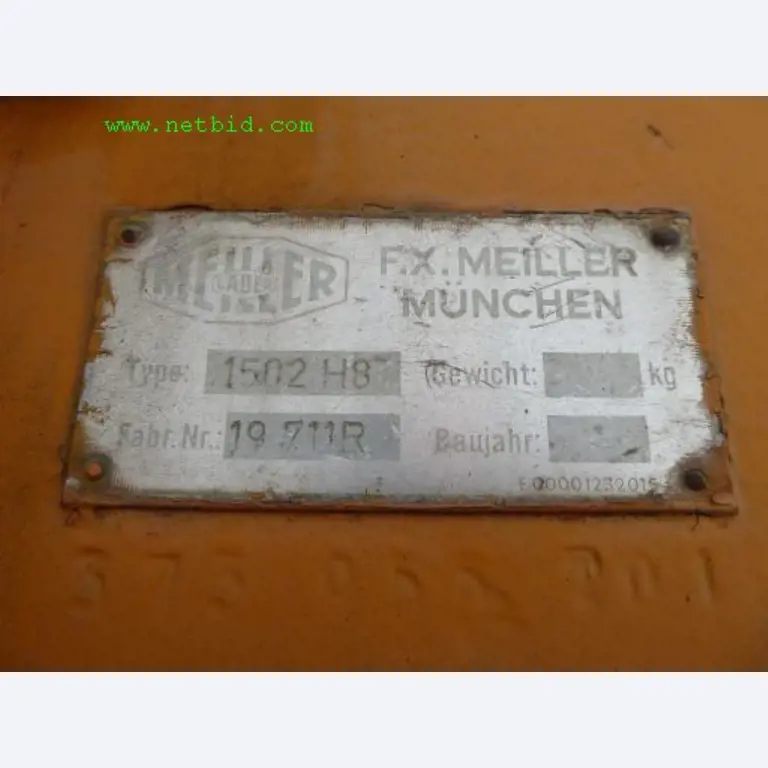 www.netbid.com
MEILLER F.X. MEILLER
MÜNCHEN
Type: 1502 H8 Gewicht: kg
Fabr.Nr.: 19 711R Baujahr: